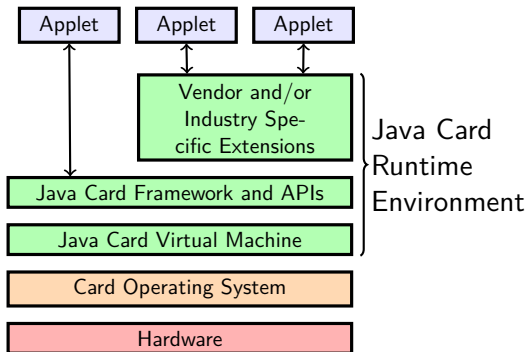 Applet
Applet
Applet
Vendor and/or
Industry Spe-
cific Extensions
Java Card
Runtime
Environment
Java Card Framework and APIs
Java Card Virtual Machine
Card Operating System
Hardware